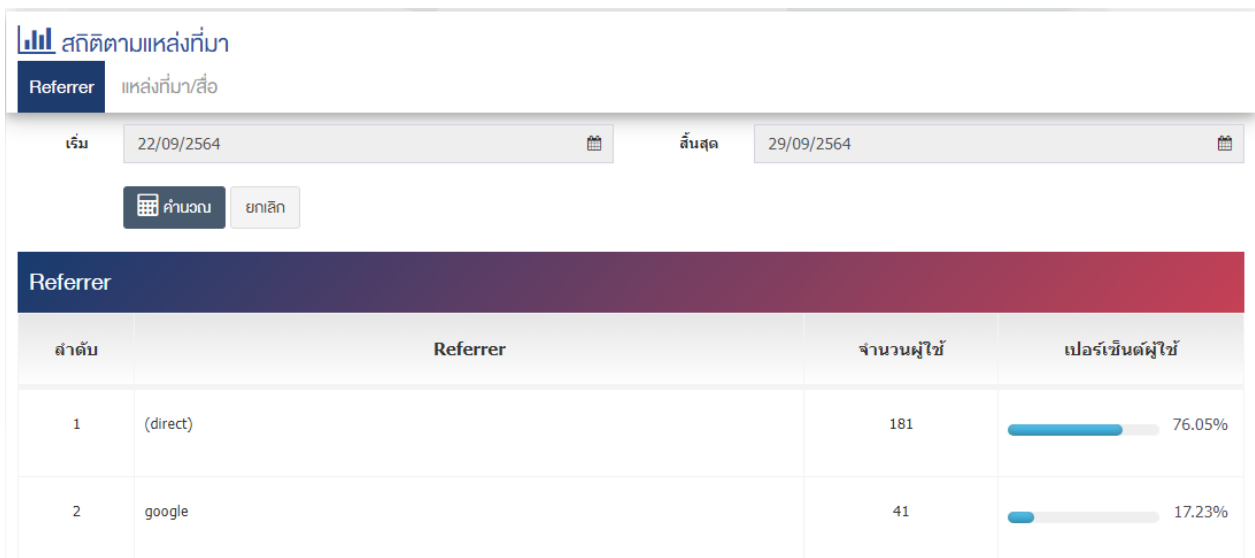 สถิติตามแหล่งที่มา
Referrer แหล่งที่มา/สื่อ
เริ่ม 22/09/2564 สิ้นสุด 29/09/2564
คำนวณ ยกเลิก
Referrer
ลำดับ Referrer จำนวนผู้ใช้ เปอร์เซ็นต์ผู้ใช้
1 (direct) 181 76.05%
2 google 41 17.23%